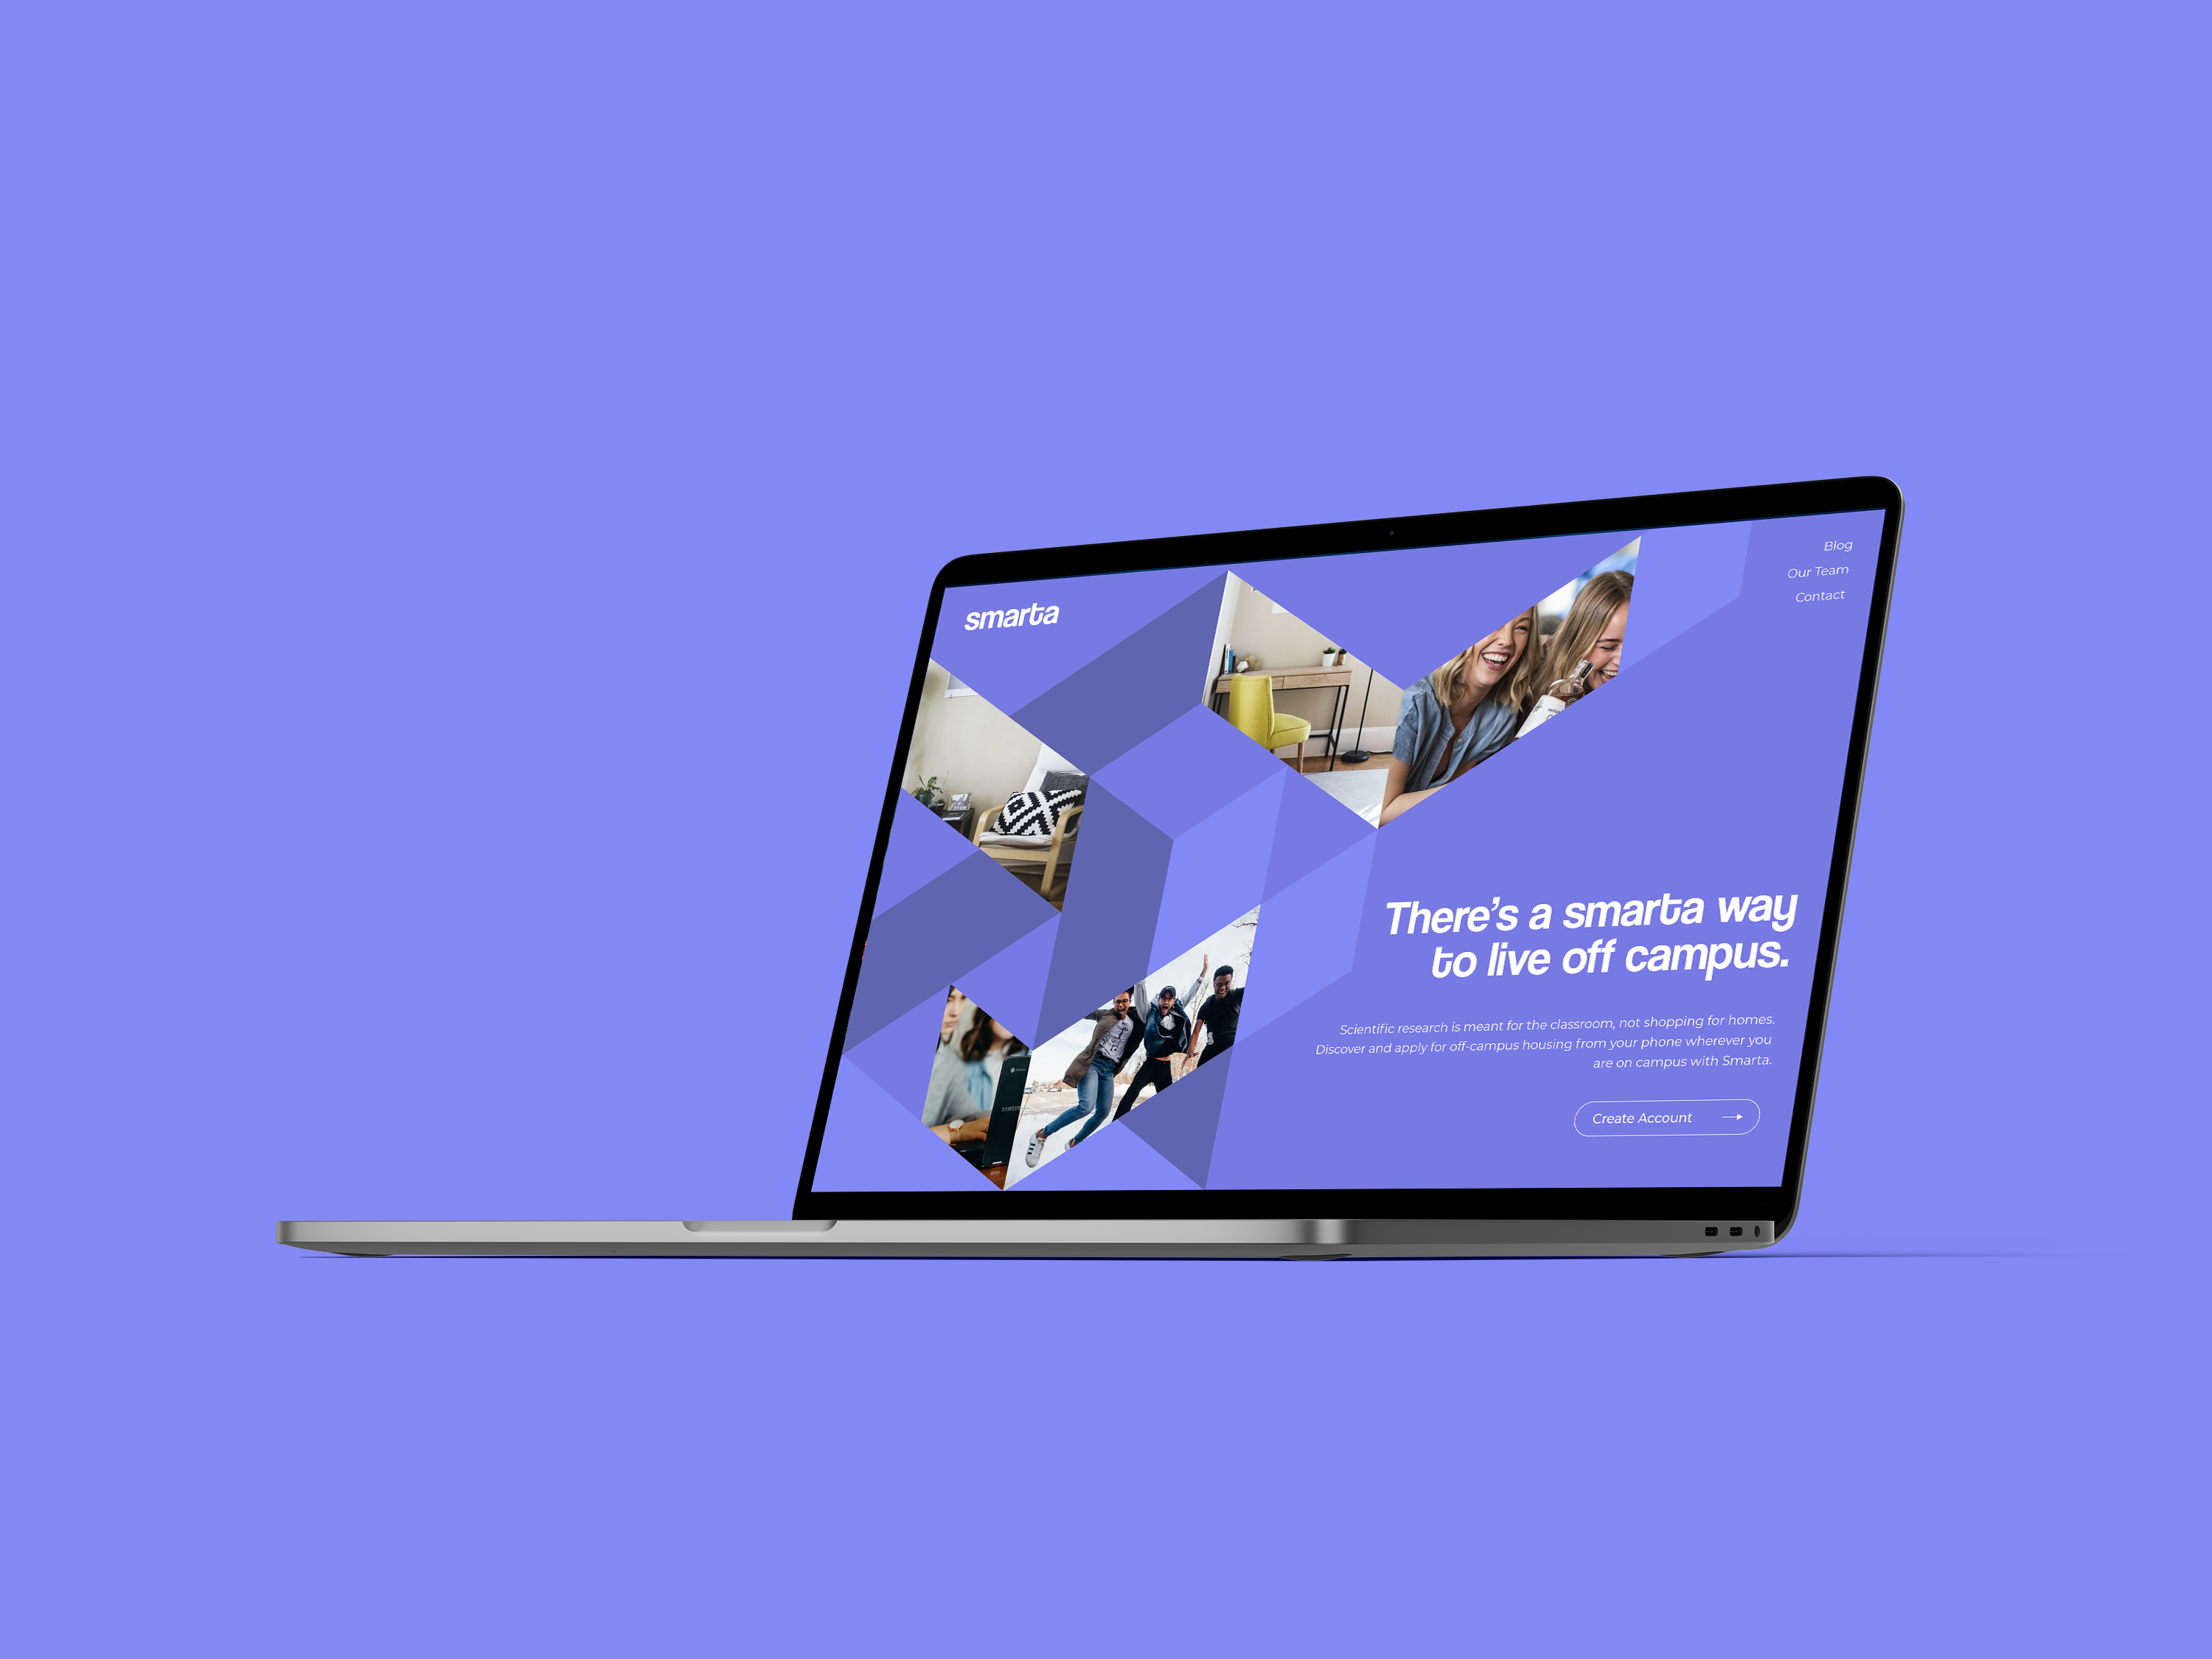 smarta
Blog
Our Team
Contact
There's a smarta way
to live off campus.
Scientific research is meant for the classroom, not shopping for homes.
Discover and apply for off-campus housing from your phone wherever you
are on campus with Smarta.
Create Account